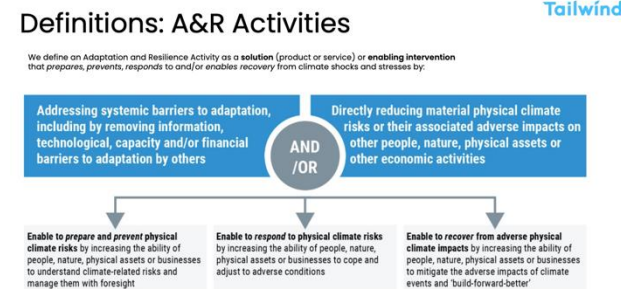 Tailwind
Definitions: A&R Activities
We define an Adaptation and Resilience Activity as a solution (product or service) or enabling intervention
that prepares, prevents, responds to and/or enables recovery from climate shocks and stresses by:
Addressing systemic barriers to adaptation,
including by removing information,
technological, capacity and/or financial
barriers to adaptation by others
AND
/OR
Directly reducing material physical climate
risks or their associated adverse impacts on
other people, nature, physical assets or
other economic activities
Enable to prepare and prevent physical
climate risks by increasing the ability of
people, nature, physical assets or businesses
to understand climate-related risks and
manage them with foresight
Enable to respond to physical climate risks
by increasing the ability of people, nature,
physical assets or businesses to cope and
adjust to adverse conditions
Enable to recover from adverse physical
climate impacts by increasing the ability of
people, nature, physical assets or businesses
to mitigate the adverse impacts of climate
events and 'build-forward-better'